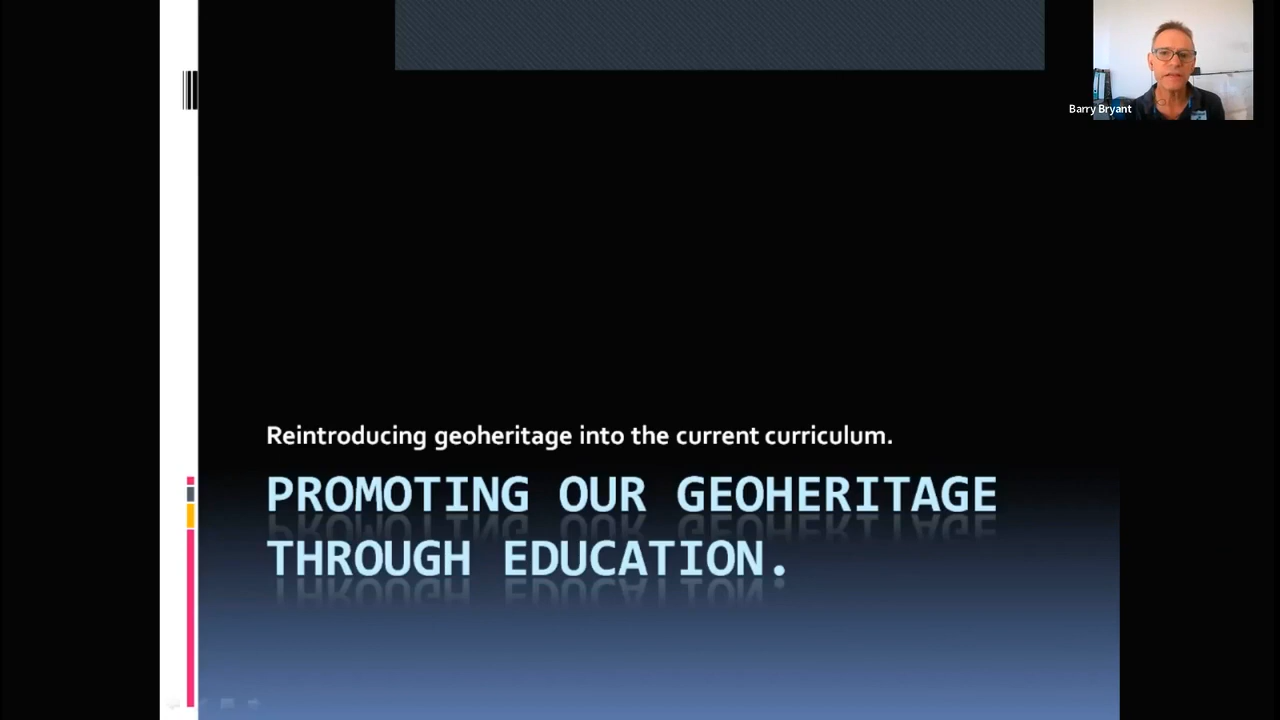 Barry Bryant
Reintroducing geoheritage into the current curriculum.
PROMOTING OUR GEOHERITAGE
THROUGH EDUCATION.